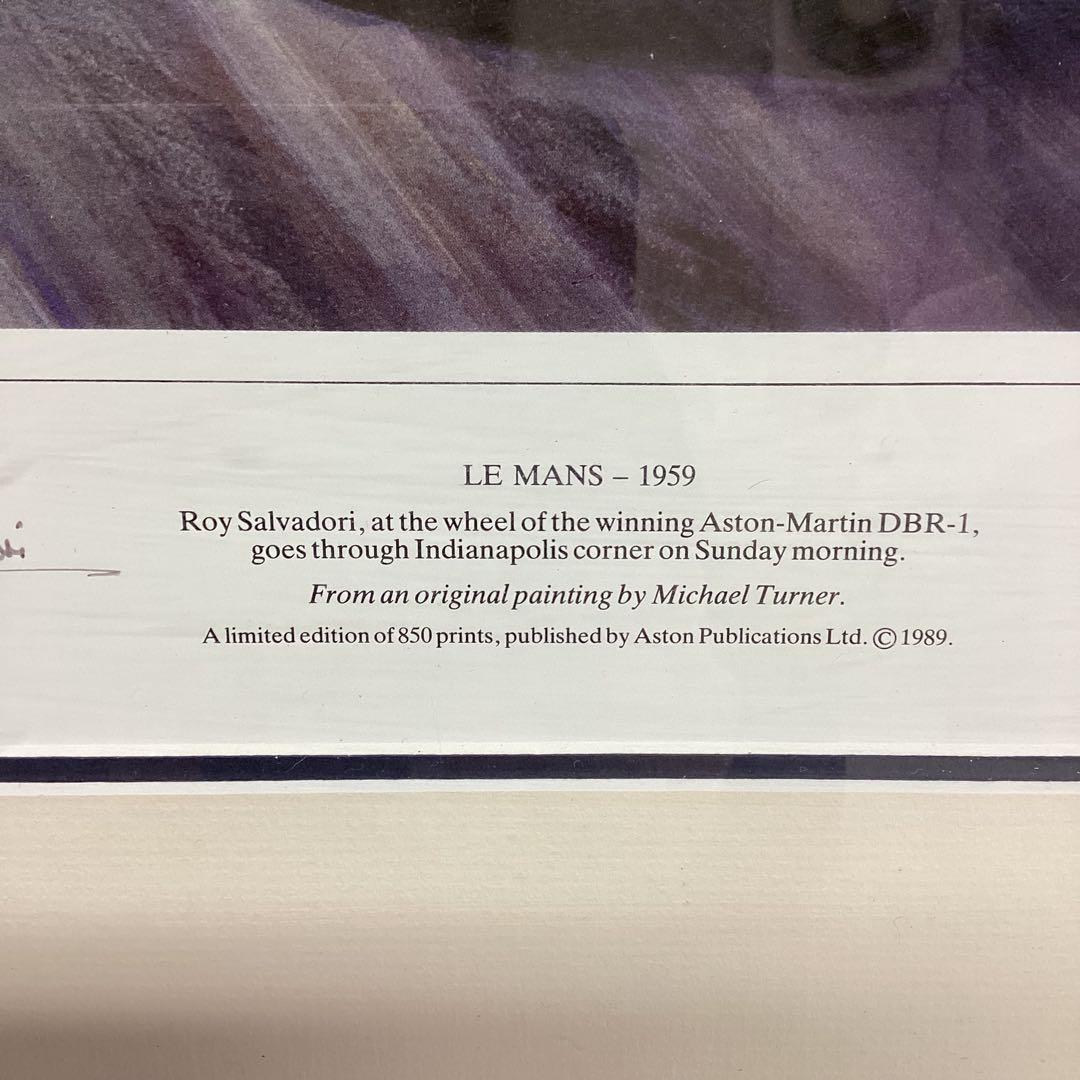 LE MANS – 1959
Roy Salvadori, at the wheel of the winning Aston-Martin DBR-1,
goes through Indianapolis corner on Sunday morning.
From an original painting by Michael Turner.
A limited edition of 850 prints, published by Aston Publications Ltd. © 1989.